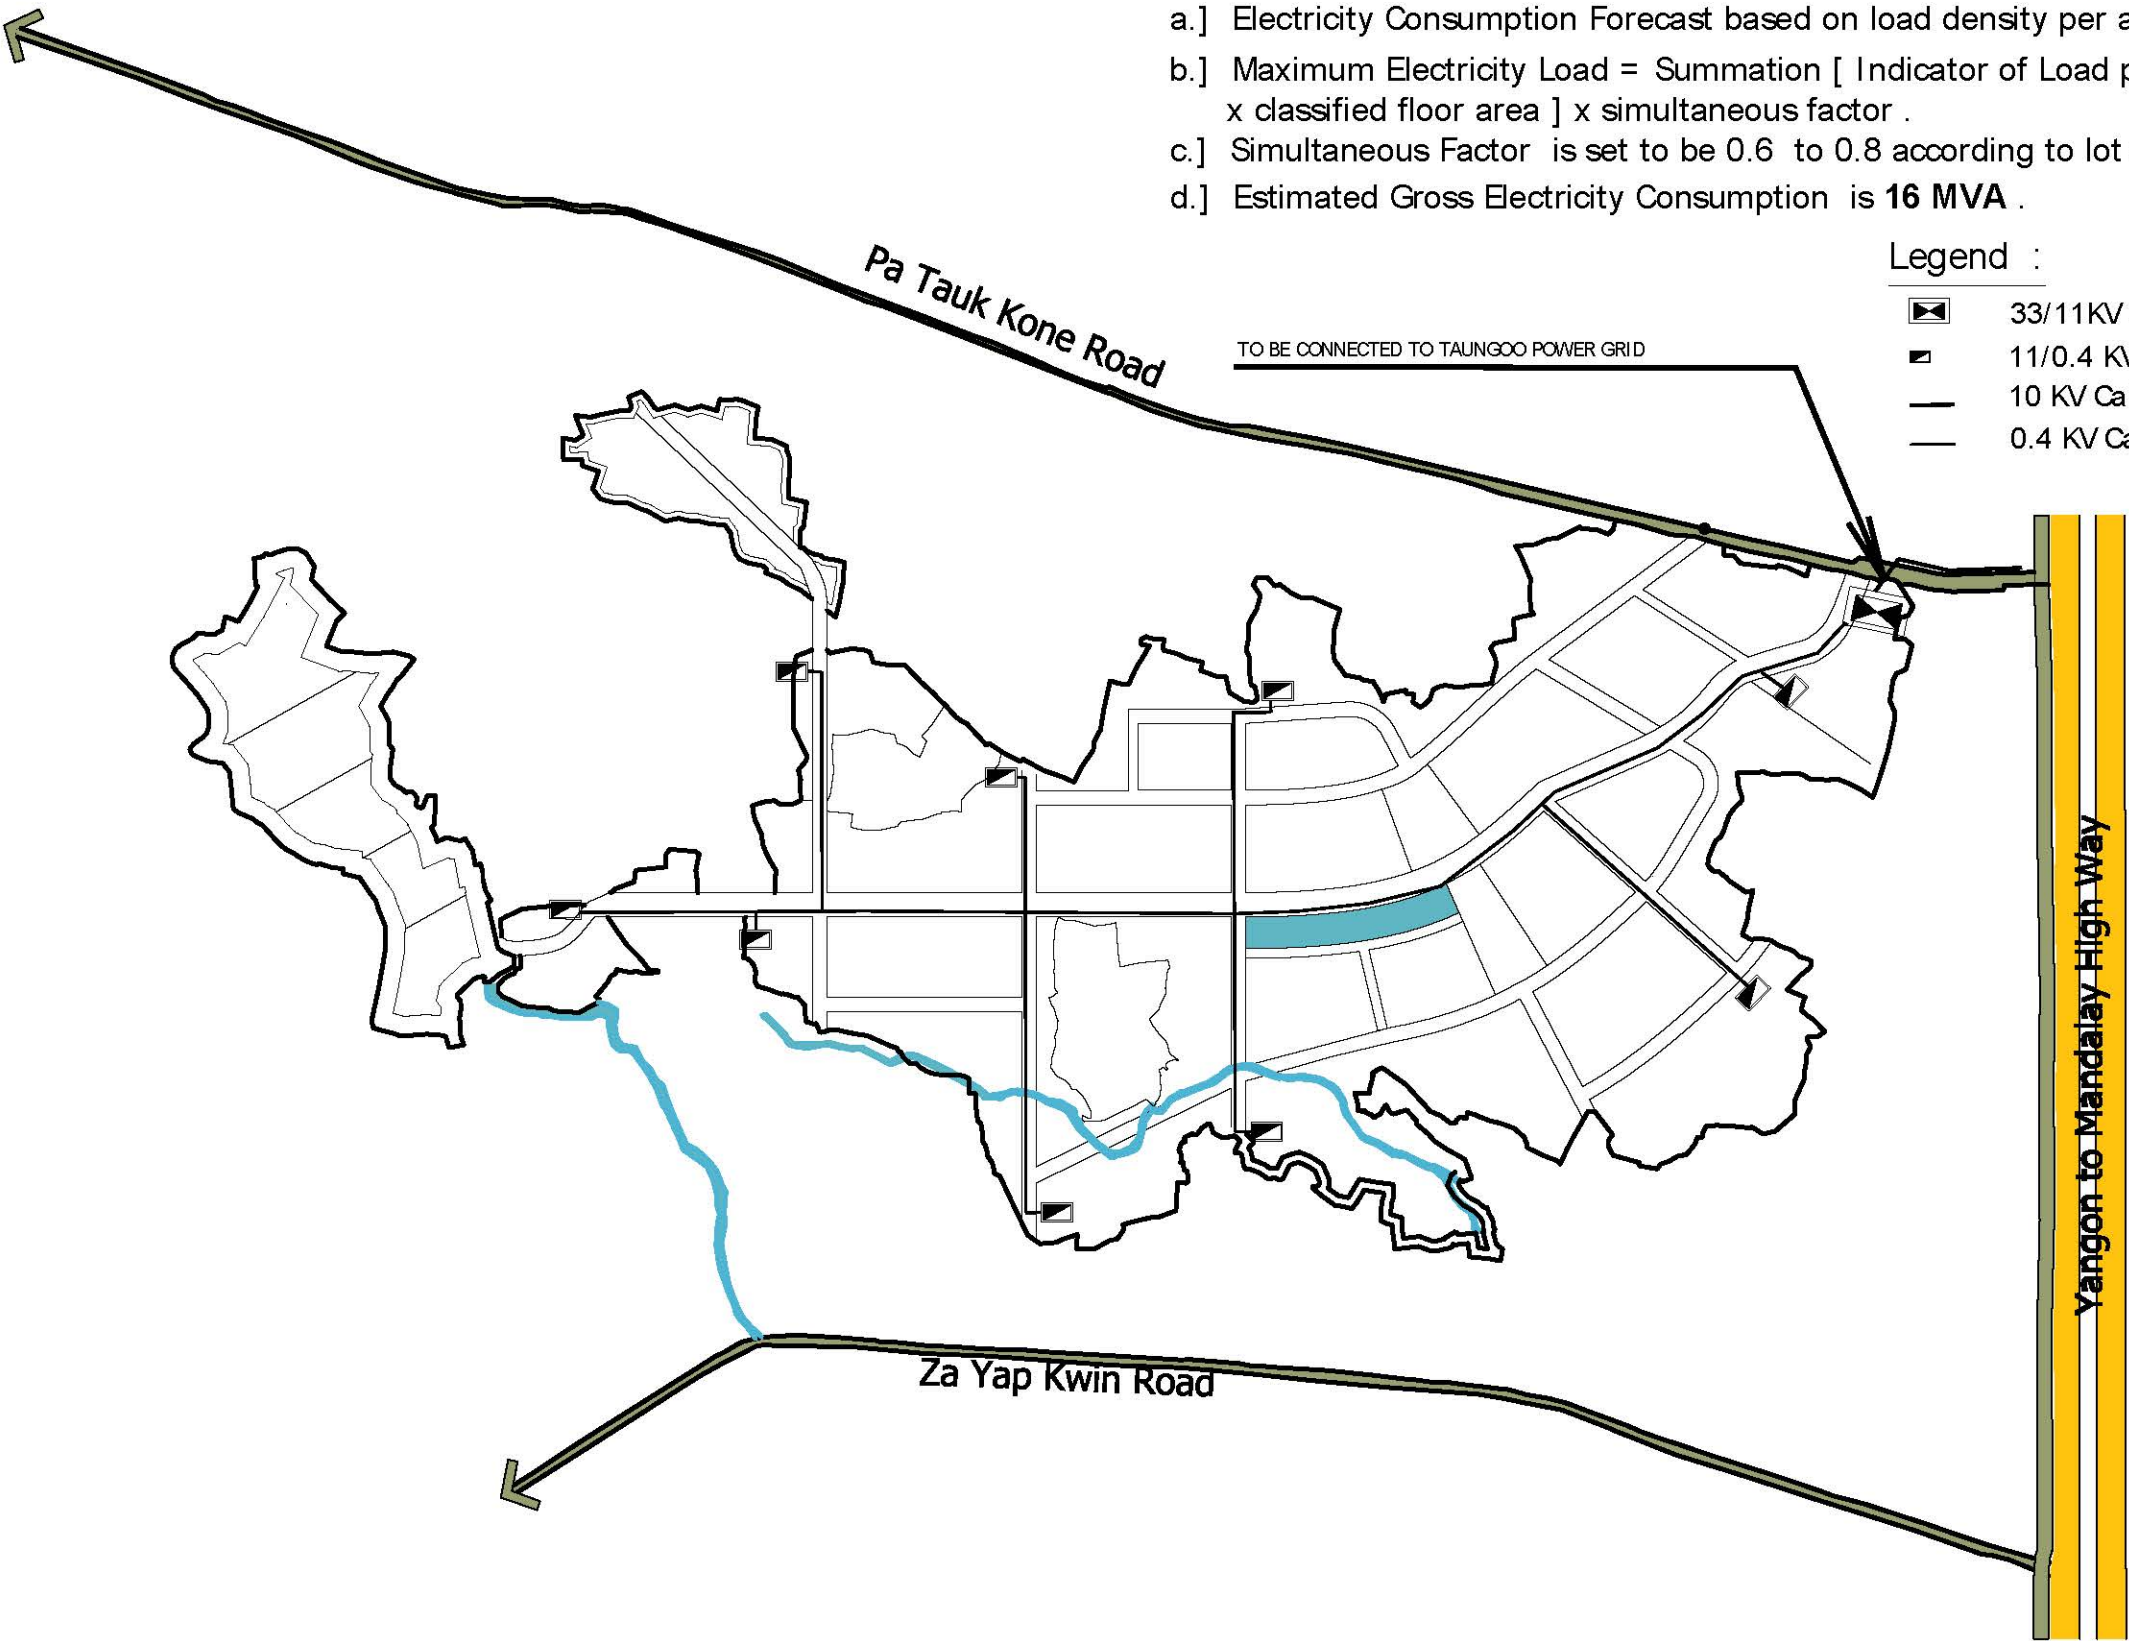 a.] Electricity Consumption Forecast based on load density per
b.] Maximum Electricity Load = Summation [ Indicator of Load
x classified floor area ] x simultaneous factor .
c.] Simultaneous Factor is set to be 0.6 to 0.8 according to lot
d.] Estimated Gross Electricity Consumption is 16 MVA .
Legend :
33/11KV
11/0.4
10 KV
0.4 KV
Pa Tauk Kone Road
TO BE CONNECTED TO TAUNGOO POWER GRID
Yangon to Mandalay High Way
Za Yap Kwin Road